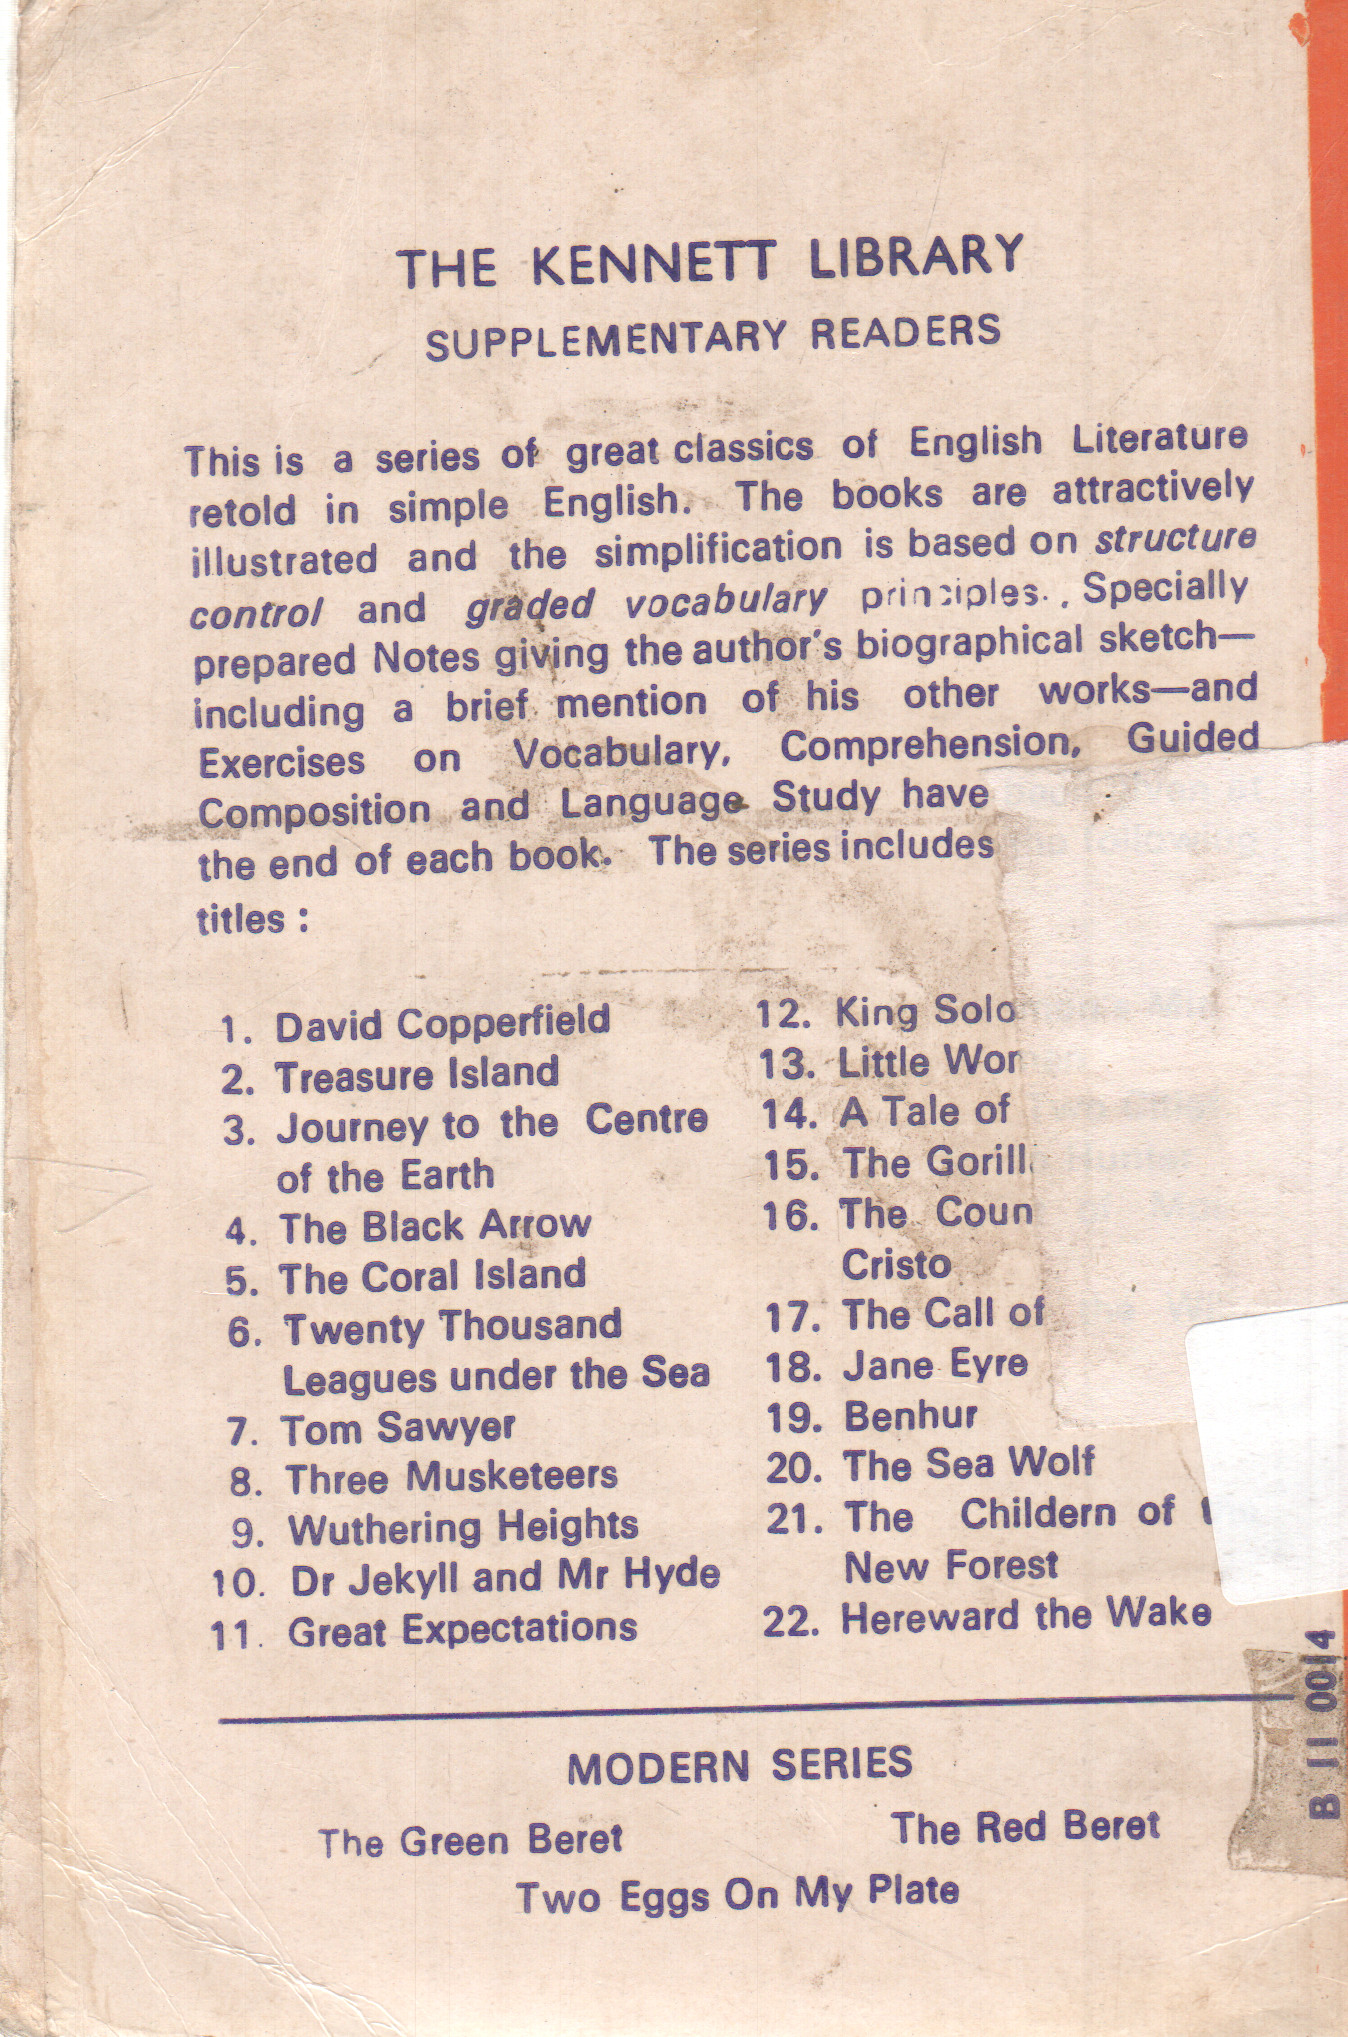 THE KENNETT LIBRARY
SUPPLEMENTARY READERS
This is a series of great classics of English Literature
retold in simple English. The books are attractively
illustrated and the simplification is based on structure
control and graded vocabulary principles. Specially
prepared Notes giving the author's biographical sketch—
including a brief mention of his other works—and
Exercises on Vocabulary, Comprehension, Guided
Composition and Language Study have
the end of each book. The series includes
titles :
1. David Copperfield
2. Treasure Island
3. Journey to the Centre
of the Earth
4. The Black Arrow
5. The Coral Island
6. Twenty Thousand
Leagues under the Sea
7. Tom Sawyer
8. Three Musketeers
9. Wuthering Heights
10. Dr Jekyll and Mr Hyde
11. Great Expectations
12. King
13. Little
14. A Tale of
15. The
16. The
Cristo
17. The Call of
18. Jane Eyre
19. Benhur
20. The Sea Wolf
21. The Childern of
New Forest
22. Hereward the Wake
MODERN SERIES
The Green Beret The Red Beret
Two Eggs On My Plate
B 11 0014